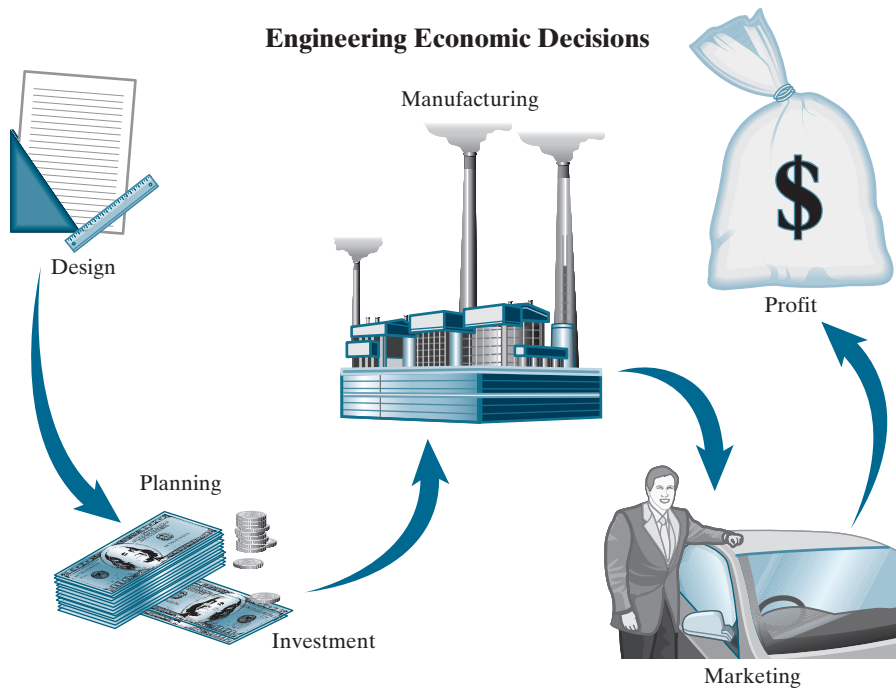 Engineering Economic Decisions
Manufacturing
Design
$
Profit
Planning
Investment
Marketing